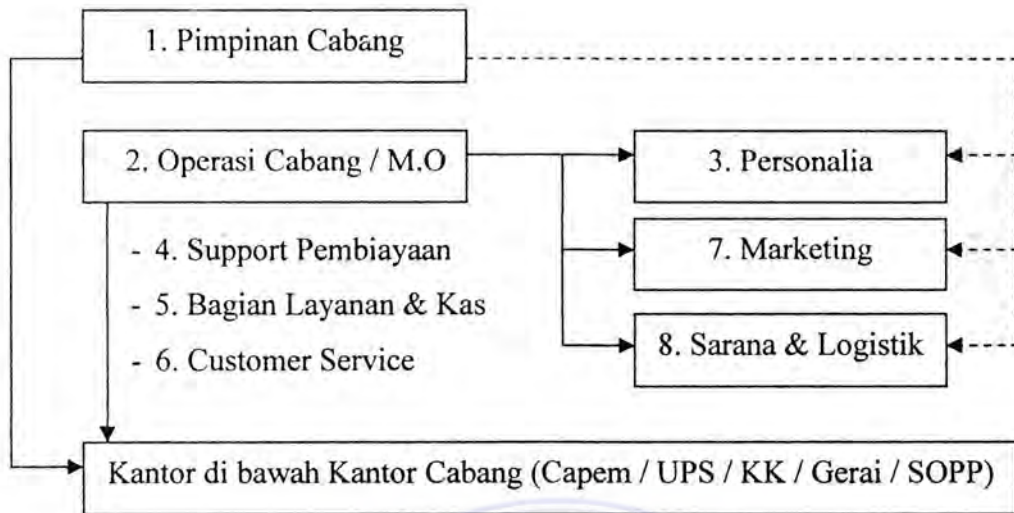 1. Pimpinan Cabang
2. Operasi Cabang / M.O
3. Personalia
- 4. Support Pembiayaan
7. Marketing
- 5. Bagian Layanan & Kas
8. Sarana & Logistik
- 6. Customer Service
Kantor di bawah Kantor Cabang (Capem / UPS / KK / Gerai / SOPP)